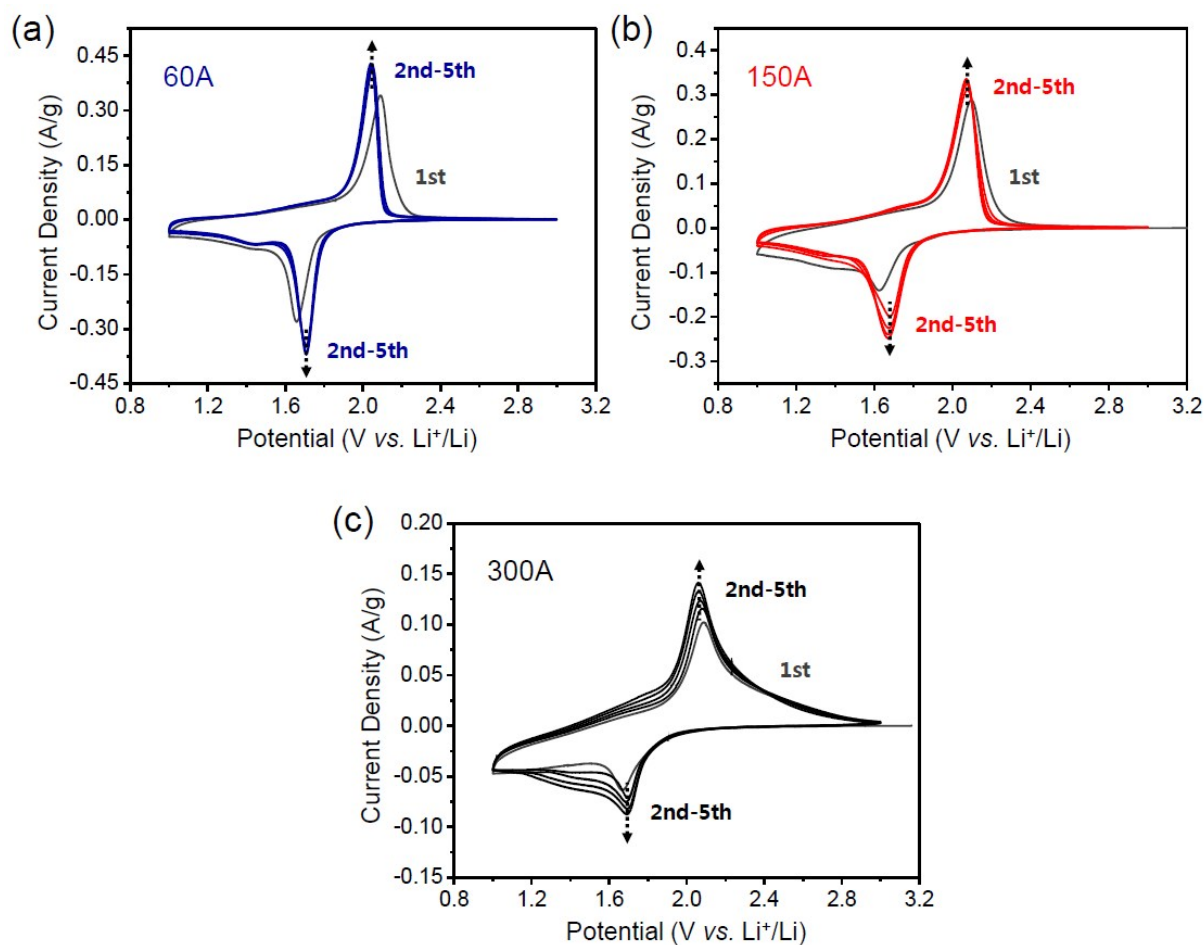 (a)
60A
2nd-5th
1st
2nd-5th
0.45
0.30
0.15
0.00
-0.15
-0.30
-0.45
Current Density (A/g)
0.8 1.2 1.6 2.0 2.4 2.8 3.2
Potential (V vs. Li⁺/Li)
(b)
150A
2nd-5th
1st
2nd-5th
0.4
0.3
0.2
0.1
0.0
-0.1
-0.2
-0.3
Current Density (A/g)
0.8 1.2 1.6 2.0 2.4 2.8 3.2
Potential (V vs. Li⁺/Li)
(c)
300A
2nd-5th
1st
2nd-5th
0.20
0.15
0.10
0.05
0.00
-0.05
-0.10
-0.15
Current Density (A/g)
0.8 1.2 1.6 2.0 2.4 2.8 3.2
Potential (V vs. Li⁺/Li)